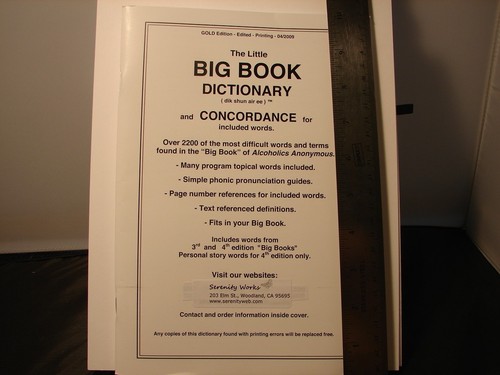 GOLD Edition - Edited - Printing - 04/2009
The Little
BIG BOOK
DICTIONARY
( dik shun air ee ) ™
and CONCORDANCE for
included words.
Over 2200 of the most difficult words and terms
found in the "Big Book" of Alcoholics Anonymous.
- Many program topical words included.
- Simple phonic pronunciation guides.
- Page number references for included words.
- Text referenced definitions.
- Fits in your Big Book.
Includes words from
3rd and 4th edition "Big Books"
Personal story words for 4th edition only.
Visit our websites:
Serenity Works
203 Elm St., Woodland, CA 95695
www.serenityweb.com
Contact and order information inside cover.
Any copies of this dictionary found with printing errors will be replaced free.